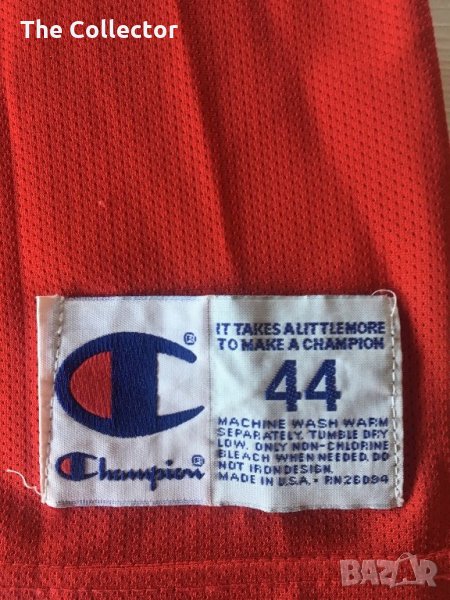 The Collector
IT TAKES A LITTLE MORE
TO MAKE A CHAMPION
44
MACHINE WASH WARM
SEPARATELY. TUMBLE DRY
LOW. ONLY NON-CHLORINE
BLEACH WHEN NEEDED. DO
NOT IRON DESIGN.
MADE IN U.S.A. • RN26094
Champion®
BAZAR